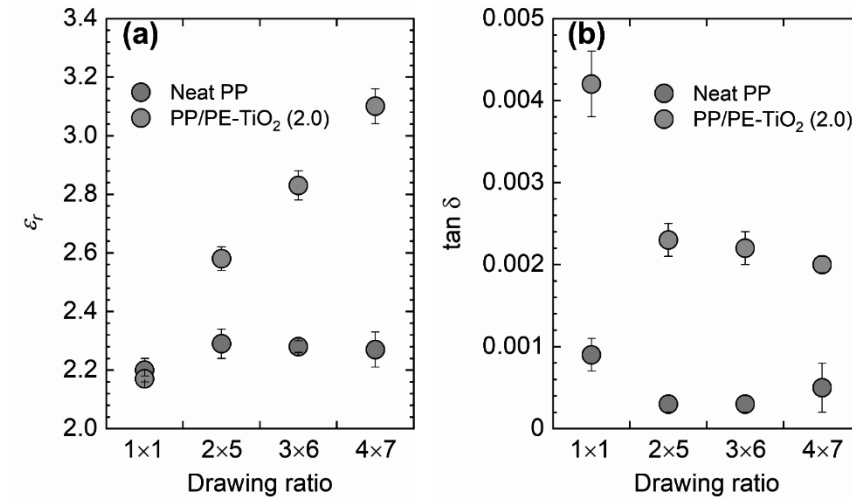 (a)
Neat PP
PP/PE-TiO₂ (2.0)
3.4
3.2
3.0
2.8
2.6
2.4
2.2
2.0
εᵣ
1×1 2×5 3×6 4×7
Drawing ratio
(b)
Neat PP
PP/PE-TiO₂ (2.0)
0.005
0.004
0.003
0.002
0.001
0
tan δ
1×1 2×5 3×6 4×7
Drawing ratio